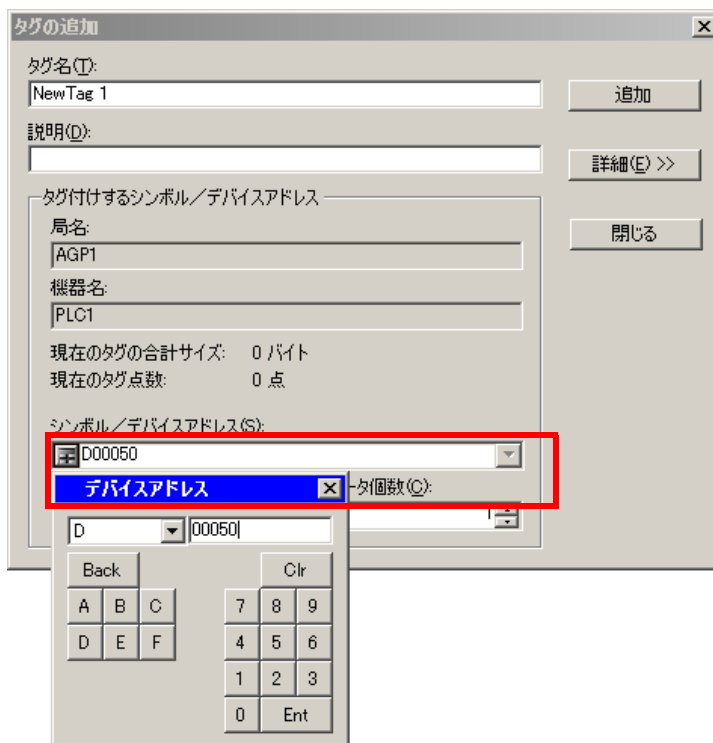 タグの追加
タグ名(T):
NewTag 1
追加
説明(D):
詳細(E) >>
タグ付けするシンボル／デバイスアドレス
閉じる
局名:
AGP1
機器名:
PLC1
現在のタグの合計サイズ: 0 バイト
現在のタグ点数: 0 点
シンボル／デバイスアドレス(S):
D00050
デバイスアドレス
ータ個数(C):
D 00050
1
Back Clr
A B C 7 8 9
D E F 4 5 6
1 2 3
0 Ent